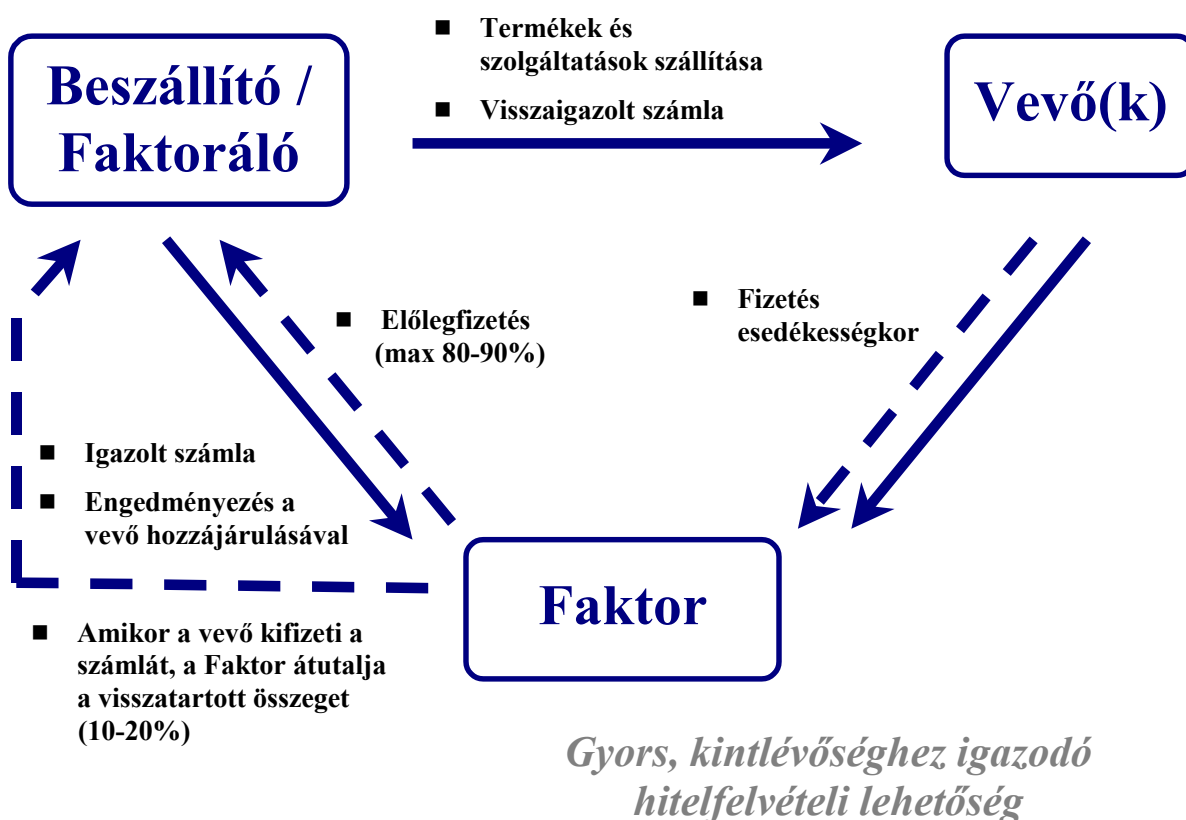 Beszállító /
Faktoráló
■ Termékek és
szolgáltatások szállítása
■ Visszaigazolt számla
Vevő(k)
■ Előlegfizetés
(max 80-90%)
■ Fizetés
esedékességkor
■ Igazolt számla
■ Engedményezés a
vevő hozzájárulásával
Faktor
■ Amikor a vevő kifizeti a
számlát, a Faktor átutalja
a visszatartott összeget
(10-20%)
Gyors, kintlévőséghez igazodó
hitelfelvételi lehetőség